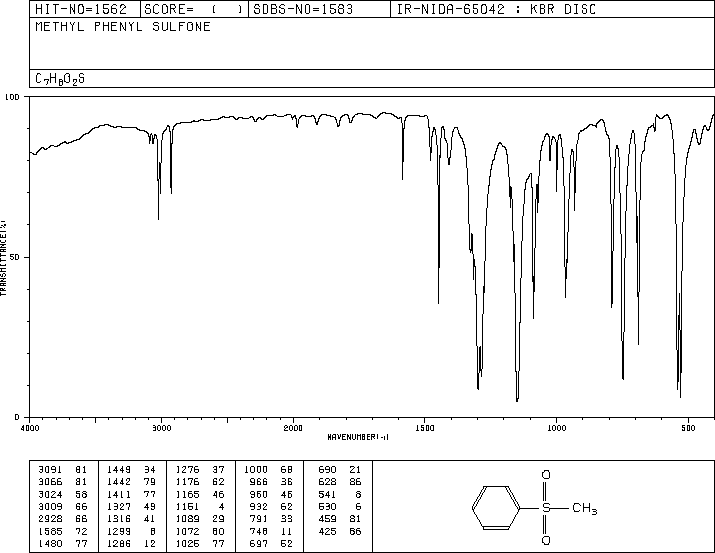 HIT-NO=1562 SCORE= ( ) SDBS-NO=1583 IR-NIDA-65042 : KBR DISC
METHYL PHENYL SULFONE
C7H8O2S
100
50
0
TRANSMITTANCE(%)
4000 3000 2000 1500 1000 500
WAVENUMBER(-1)
3091 81 1449 34 1276 37 1000 68 690 21
3066 81 1442 79 1176 62 966 36 628 86
3024 58 1411 77 1165 46 960 46 541 8
3009 66 1327 49 1151 4 932 62 530 6
2928 66 1316 41 1089 29 791 33 459 81
1585 72 1299 8 1072 60 748 11 425 86
1480 77 1286 12 1025 77 697 52
O
S CH3
O